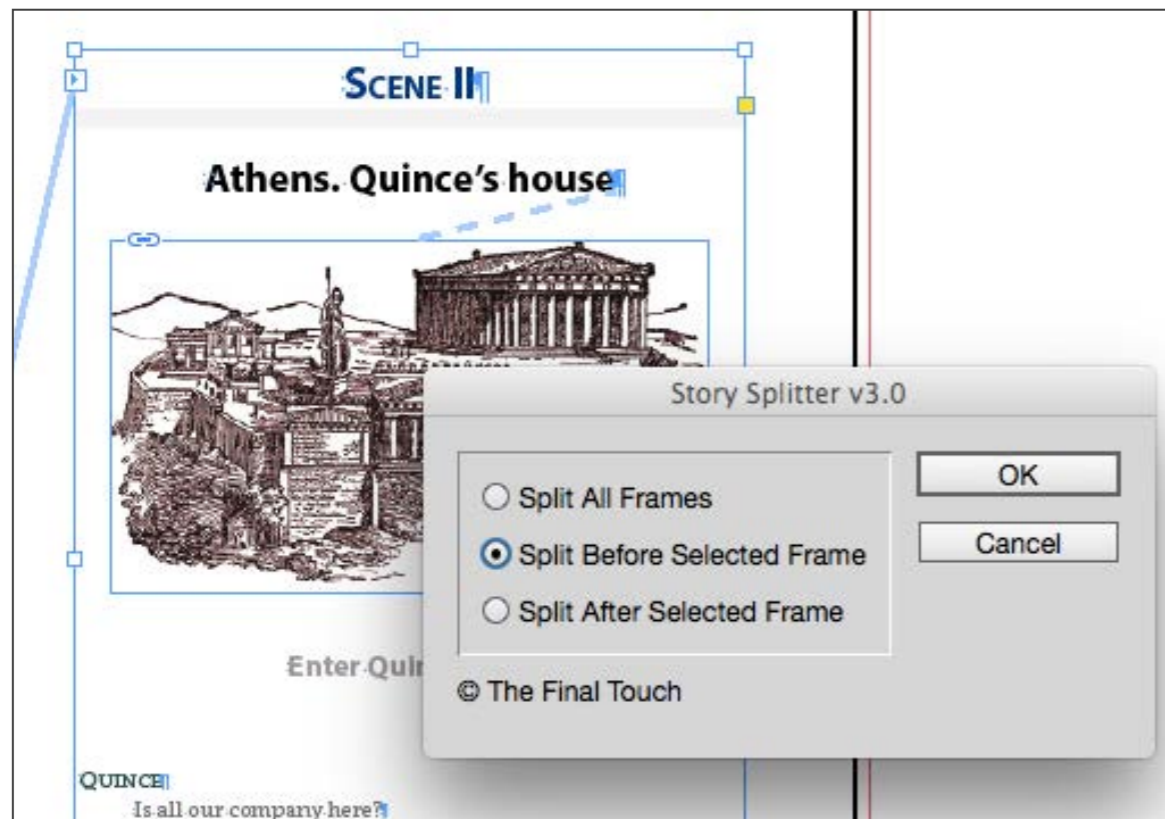 SCENE II
Athens. Quince's house
Story Splitter v3.0
Split All Frames
Split Before Selected Frame
Split After Selected Frame
OK
Cancel
© The Final Touch
Enter
QUINCE
Is all our company here?